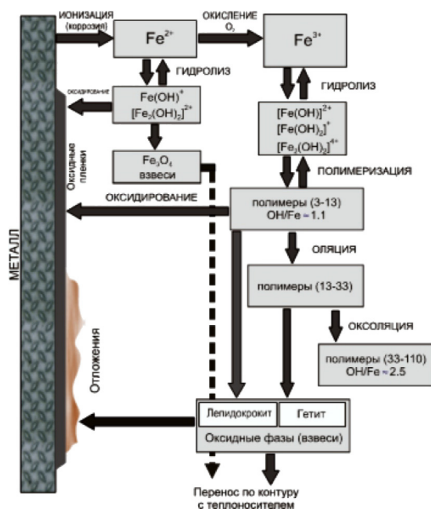 ИОНИЗАЦИЯ
(коррозия)
Fe²⁺
ОКИСЛЕНИЕ
O₂
Fe³⁺
ГИДРОЛИЗ
ГИДРОЛИЗ
ОКСИДИРОВАНИЕ
Fe(OH)⁺
[Fe₂(OH)₂]²⁺
[Fe(OH)]²⁺
[Fe(OH)₂]⁺
[Fe₂(OH)₂]⁴⁺
Оксидные
пленки
Fe₃O₄
взвеси
ПОЛИМЕРИЗАЦИЯ
ОКСИДИРОВАНИЕ
полимеры (3-13)
OH/Fe ≈ 1.1
МЕТАЛЛ
ОЛЯЦИЯ
полимеры (13-33)
ОКСОЛЯЦИЯ
Отложения
полимеры (33-110)
OH/Fe ≈ 2.5
Лепидокрокит
Гетит
Оксидные фазы (взвеси)
Перенос по контуру
с теплоносителем